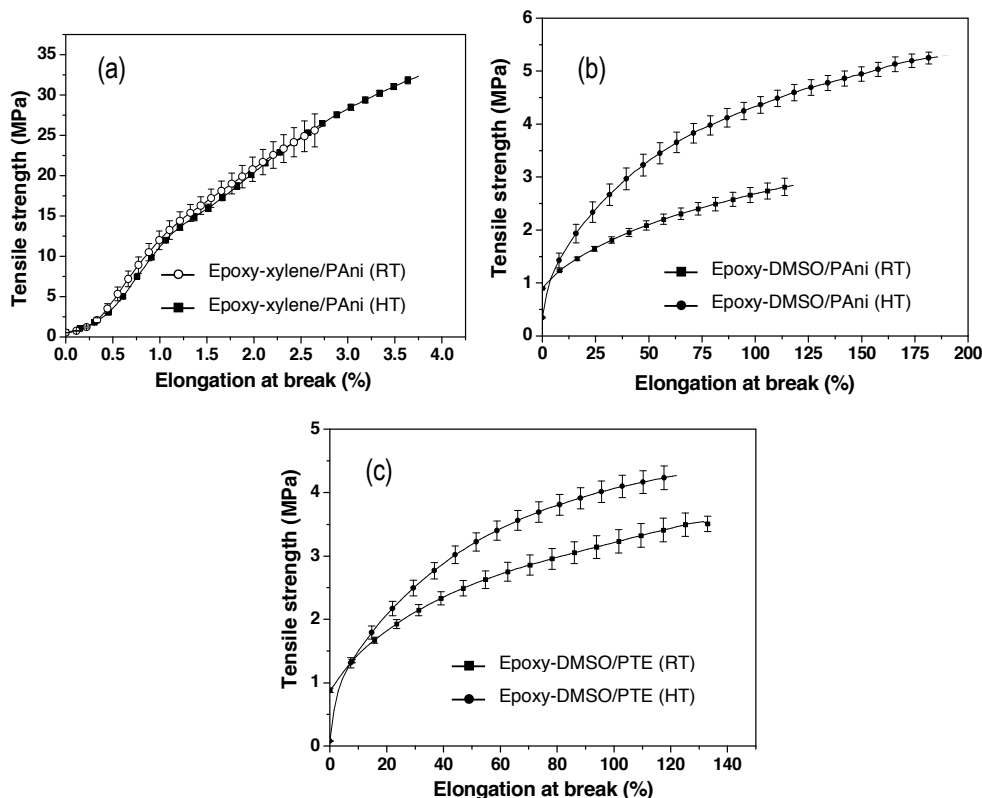 (a)
Tensile strength (MPa)
35
30
25
20
15
10
5
0
Epoxy-xylene/PAni (RT)
Epoxy-xylene/PAni (HT)
0.0 0.5 1.0 1.5 2.0 2.5 3.0 3.5 4.0
Elongation at break (%)
(b)
Tensile strength (MPa)
6
5
4
3
2
1
0
Epoxy-DMSO/PAni (RT)
Epoxy-DMSO/PAni (HT)
0 25 50 75 100 125 150 175 200
Elongation at break (%)
(c)
Tensile strength (MPa)
5
4
3
2
1
0
Epoxy-DMSO/PTE (RT)
Epoxy-DMSO/PTE (HT)
0 20 40 60 80 100 120 140
Elongation at break (%)